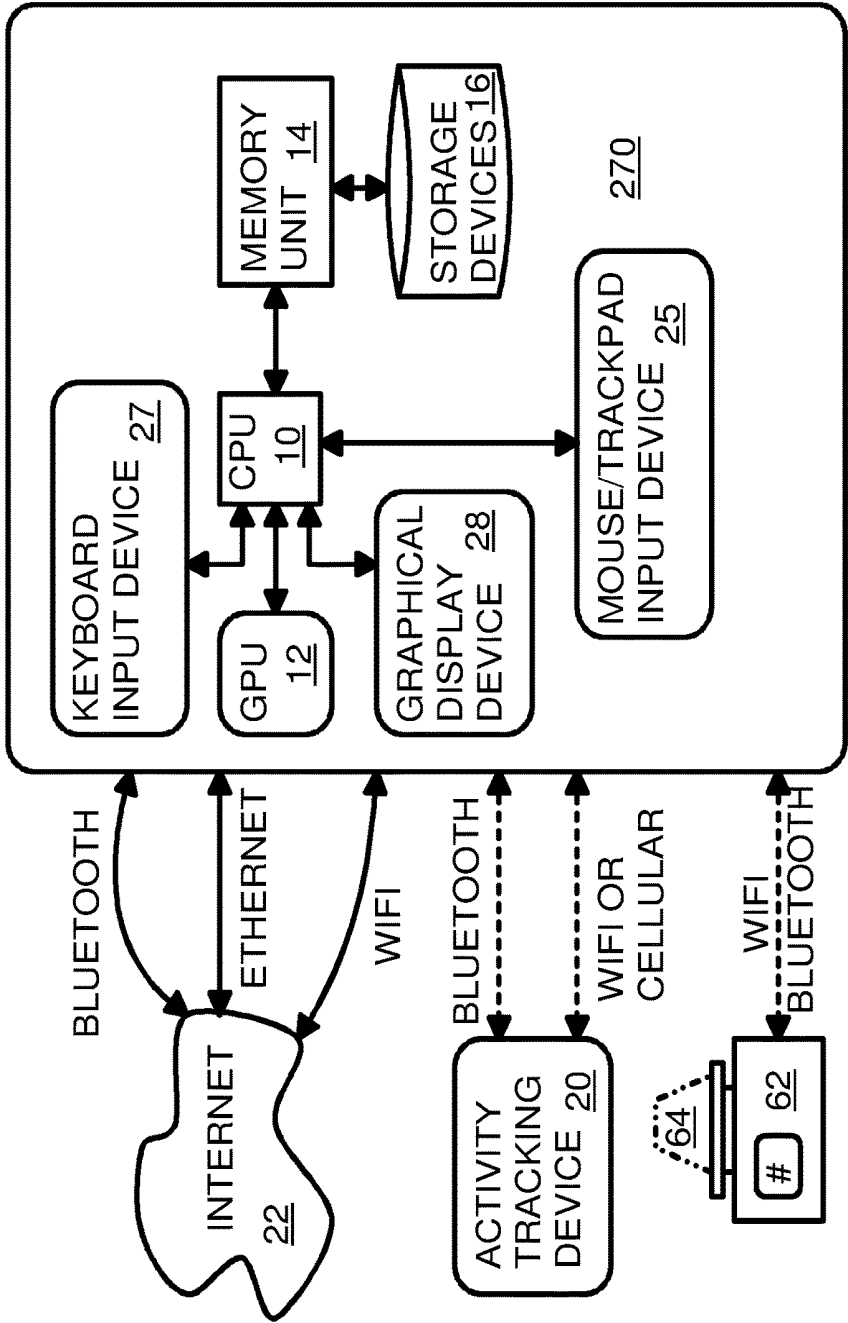 BLUETOOTH
ETHERNET
WIFI
INTERNET
22
KEYBOARD
INPUT DEVICE 27
GPU
12
CPU
10
MEMORY
UNIT 14
STORAGE
DEVICES 16
GRAPHICAL
DISPLAY
DEVICE 28
MOUSE/TRACKPAD
INPUT DEVICE 25
270
BLUETOOTH
WIFI OR
CELLULAR
ACTIVITY
TRACKING
DEVICE 20
WIFI
BLUETOOTH
64
62
#